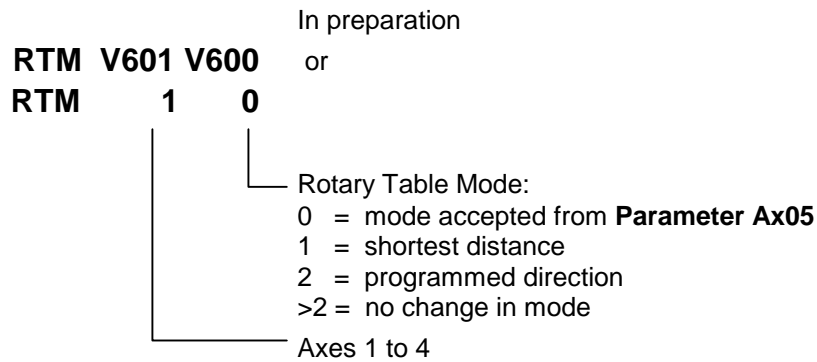 In preparation
RTM V601 V600 or
RTM 1 0
Rotary Table Mode:
0 = mode accepted from Parameter Ax05
1 = shortest distance
2 = programmed direction
>2 = no change in mode
Axes 1 to 4